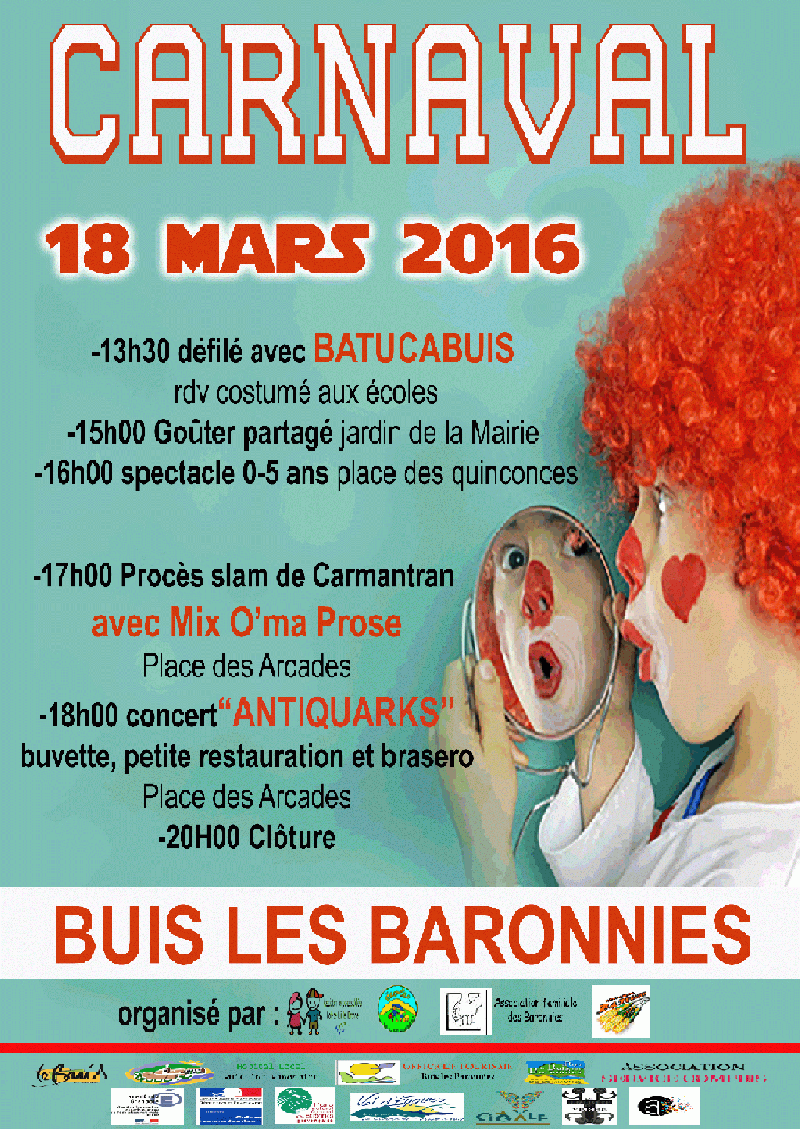 CARNAVAL
18 MARS 2016
-13h30 défilé avec BATUCABUIS
rdv costumé aux écoles
-15h00 Goûter partagé jardin de la Mairie
-16h00 spectacle 0-5 ans place des quinconces
-17h00 Procès slam de Carmantran
avec Mix O'ma Prose
Place des Arcades
-18h00 concert“ANTIQUARKS”
buvette, petite restauration et brasero
Place des Arcades
-20H00 Clôture
BUIS LES BARONNIES
organisé par :
Association familiale
des Baronnies
OFFICE DE TOURISME
ASSOCIATION